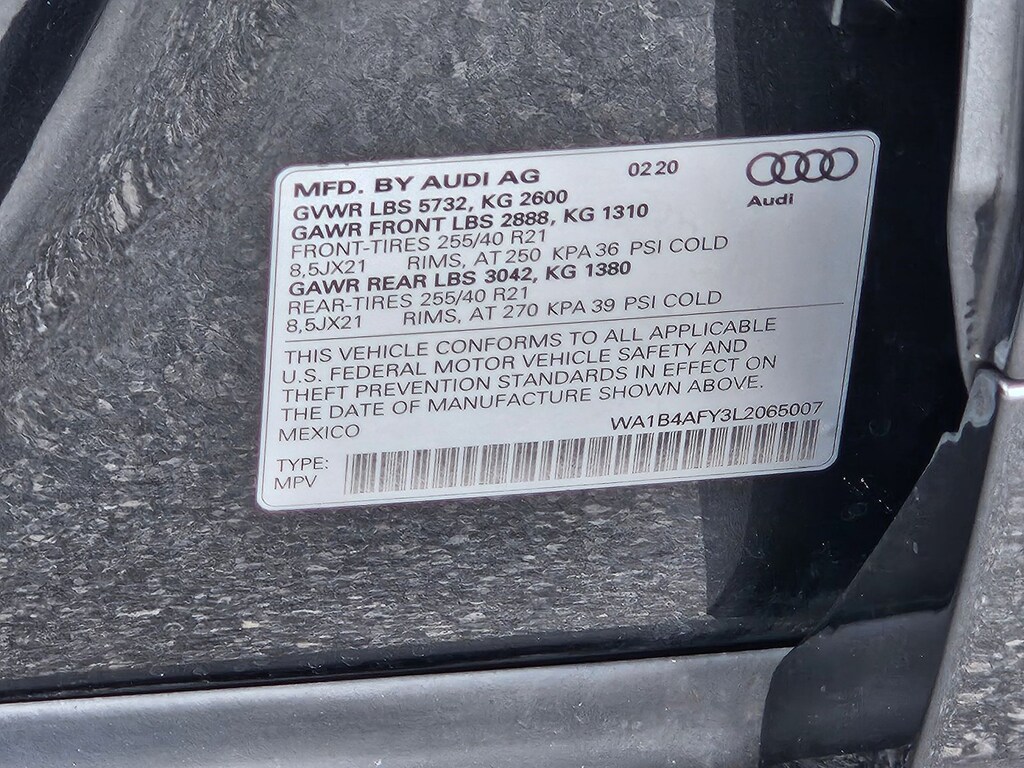 MFD. BY AUDI AG 02 20
Audi
GVWR LBS 5732, KG 2600
GAWR FRONT LBS 2888, KG 1310
FRONT-TIRES 255/40 R21
8,5JX21 RIMS, AT 250 KPA 36 PSI COLD
GAWR REAR LBS 3042, KG 1380
REAR-TIRES 255/40 R21
8,5JX21 RIMS, AT 270 KPA 39 PSI COLD
THIS VEHICLE CONFORMS TO ALL APPLICABLE
U.S. FEDERAL MOTOR VEHICLE SAFETY AND
THEFT PREVENTION STANDARDS IN EFFECT ON
THE DATE OF MANUFACTURE SHOWN ABOVE.
MEXICO WA1B4AFY3L2065007
TYPE:
MPV